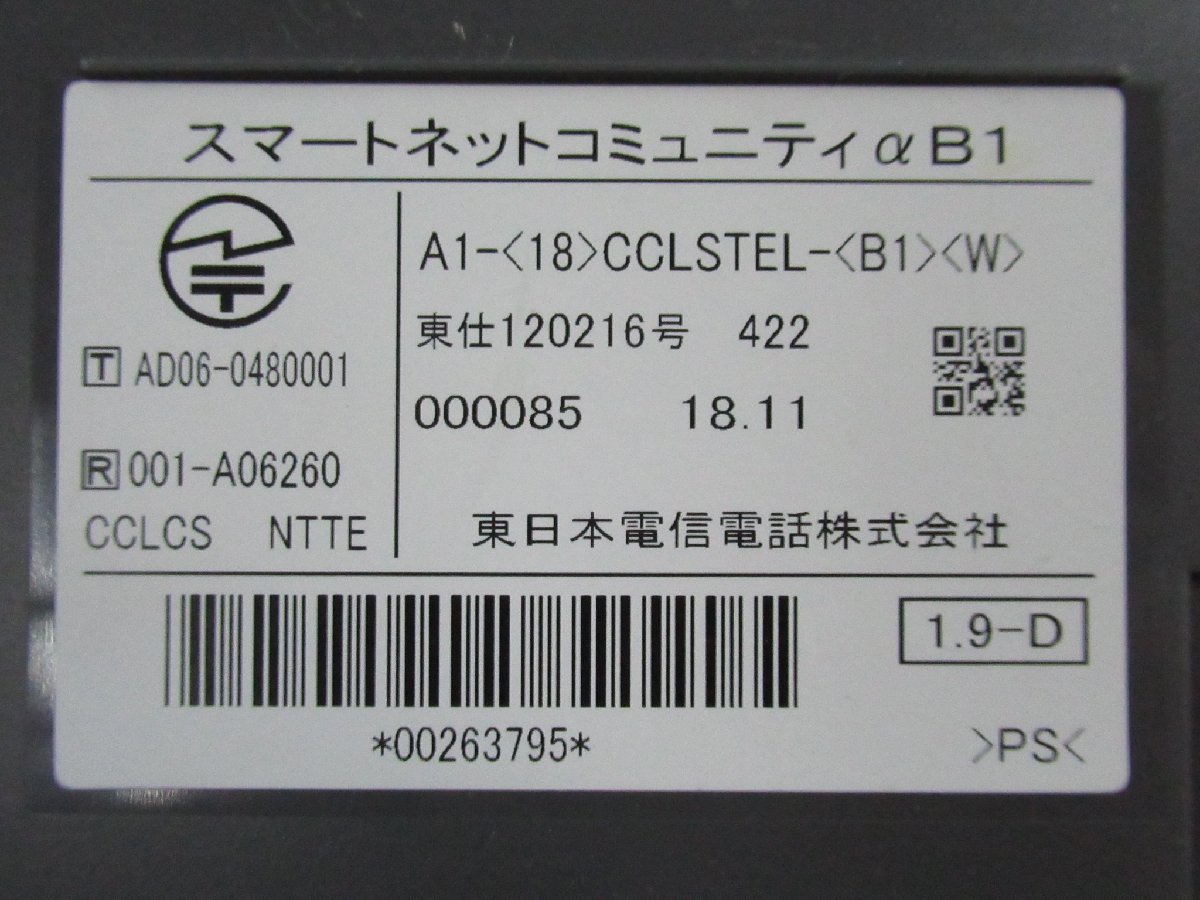 スマートネットコミュニティαB1
A1-<18>CCLSTEL-<B1><W>
東仕120216号 422
000085 18.11
東日本電信電話株式会社
T AD06-0480001
R 001-A06260
CCLCS NTTE
*00263795*
1.9-D
>PS<